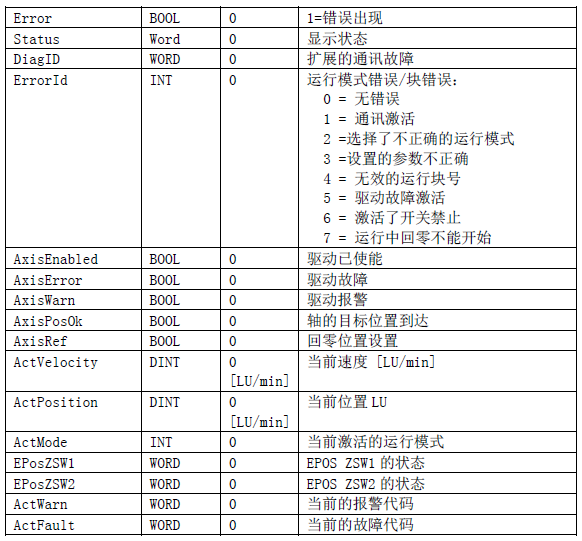 Error BOOL 0 1=错误出现
Status Word 0 显示状态
DiagID WORD 0 扩展的通讯故障
ErrorId INT 0 运行模式错误/块错误:
0 = 无错误
1 = 通讯激活
2 =选择了不正确的运行模式
3 =设置的参数不正确
4 = 无效的运行块号
5 = 驱动故障激活
6 = 激活了开关禁止
7 = 运行中回零不能开始
AxisEnabled BOOL 0 驱动已使能
AxisError BOOL 0 驱动故障
AxisWarn BOOL 0 驱动报警
AxisPosOk BOOL 0 轴的目标位置到达
AxisRef BOOL 0 回零位置设置
ActVelocity DINT 0 当前速度 [LU/min]
[LU/min]
ActPosition DINT 0 当前位置 LU
[LU/min]
ActMode INT 0 当前激活的运行模式
EPosZSW1 WORD 0 EPOS ZSW1 的状态
EPosZSW2 WORD 0 EPOS ZSW2 的状态
ActWarn WORD 0 当前的报警代码
ActFault WORD 0 当前的故障代码